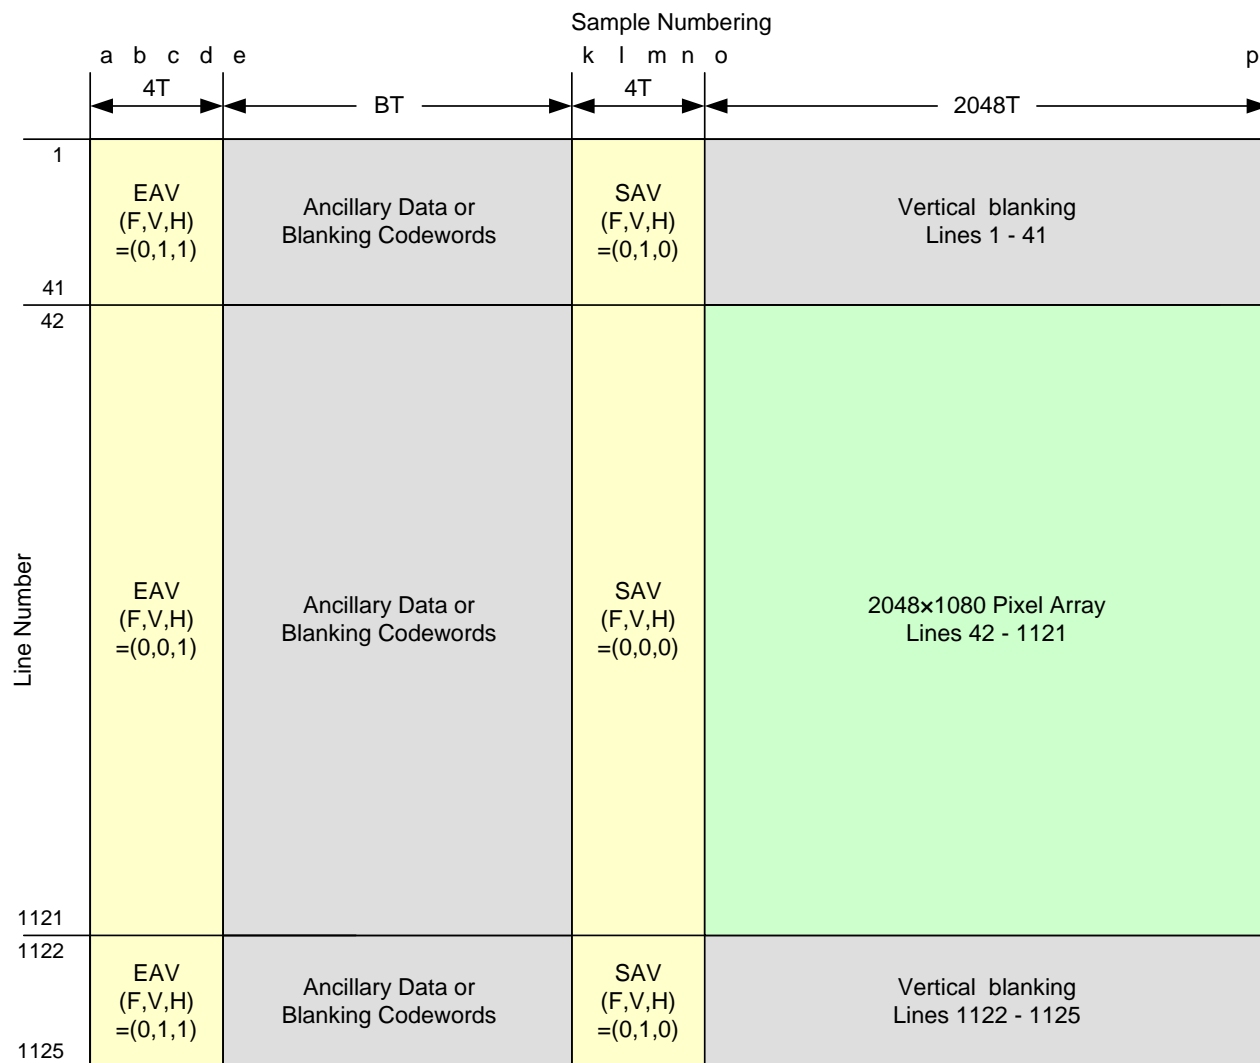 Sample Numbering
a b c d e k l m n o p
4T BT 4T 2048T
1
EAV
(F,V,H)
=(0,1,1)
Ancillary Data or
Blanking Codewords
SAV
(F,V,H)
=(0,1,0)
Vertical blanking
Lines 1 - 41
41
42
Line Number
EAV
(F,V,H)
=(0,0,1)
Ancillary Data or
Blanking Codewords
SAV
(F,V,H)
=(0,0,0)
2048×1080 Pixel Array
Lines 42 - 1121
1121
1122
EAV
(F,V,H)
=(0,1,1)
Ancillary Data or
Blanking Codewords
SAV
(F,V,H)
=(0,1,0)
Vertical blanking
Lines 1122 - 1125
1125